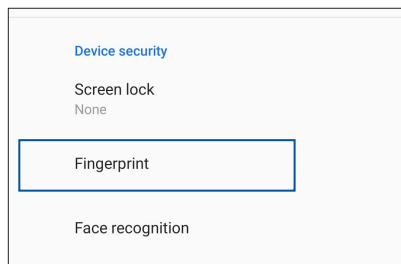 Device security
Screen lock
None
Fingerprint
Face recognition